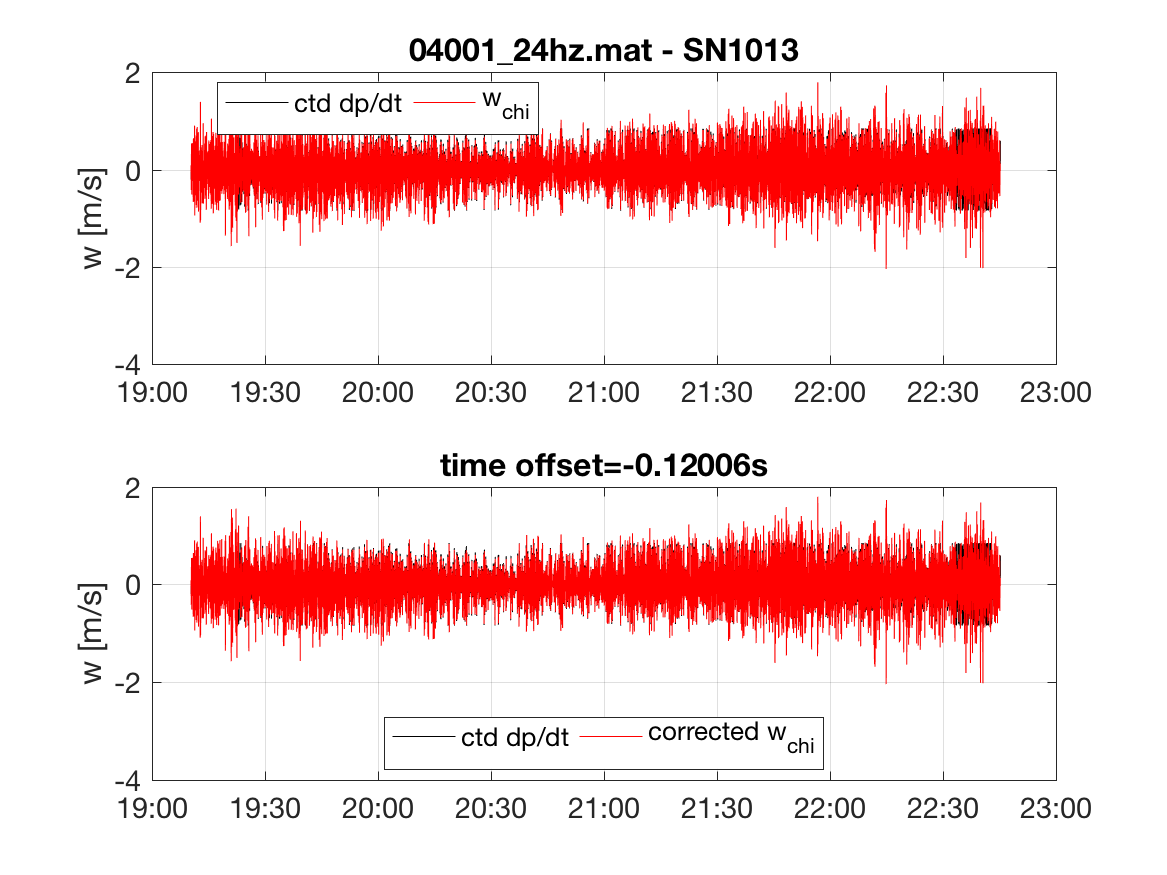 04001_24hz.mat - SN1013
2
ctd dp/dt w_chi
0
w [m/s]
-2
-4
19:00 19:30 20:00 20:30 21:00 21:30 22:00 22:30 23:00
time offset=-0.12006s
2
0
w [m/s]
-2
ctd dp/dt corrected w_chi
-4
19:00 19:30 20:00 20:30 21:00 21:30 22:00 22:30 23:00